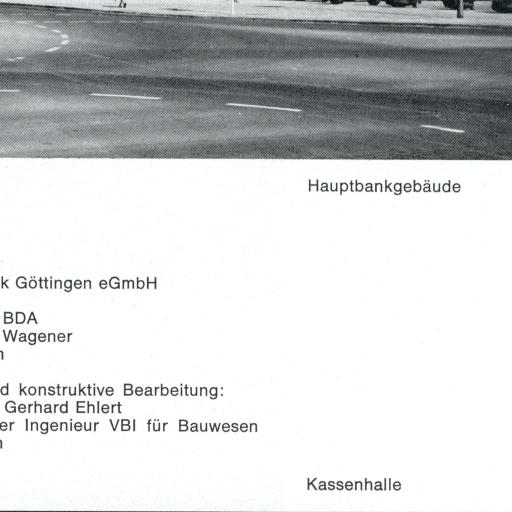 Hauptbankgebäude
k Göttingen eGmbH
BDA
Wagener
n
d konstruktive Bearbeitung:
Gerhard Ehlert
er Ingenieur VBI für Bauwesen
n
Kassenhalle